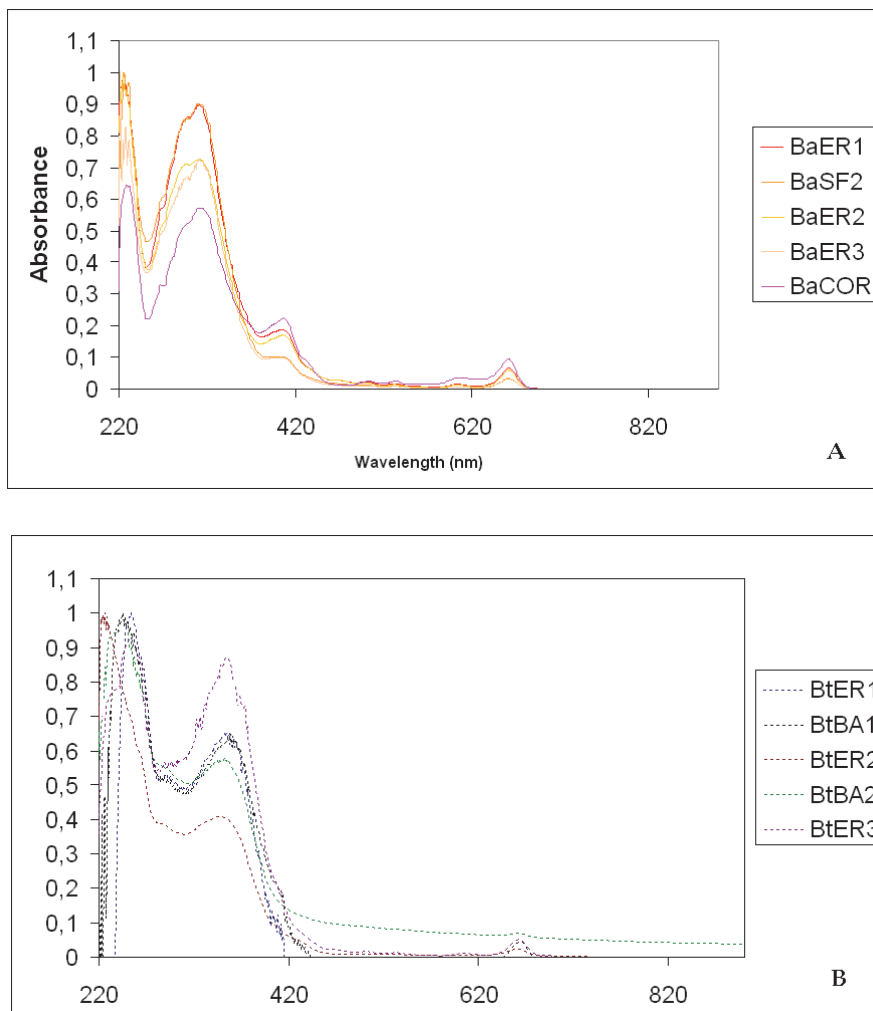 1,1
1
0,9
0,8
0,7
0,6
0,5
0,4
0,3
0,2
0,1
0
Absorbance
220 420 620 820
Wavelength (nm)
BaER1
BaSF2
BaER2
BaER3
BaCOR
A
1,1
1
0,9
0,8
0,7
0,6
0,5
0,4
0,3
0,2
0,1
0
220 420 620 820
BtER1
BtBA1
BtER2
BtBA2
BtER3
B